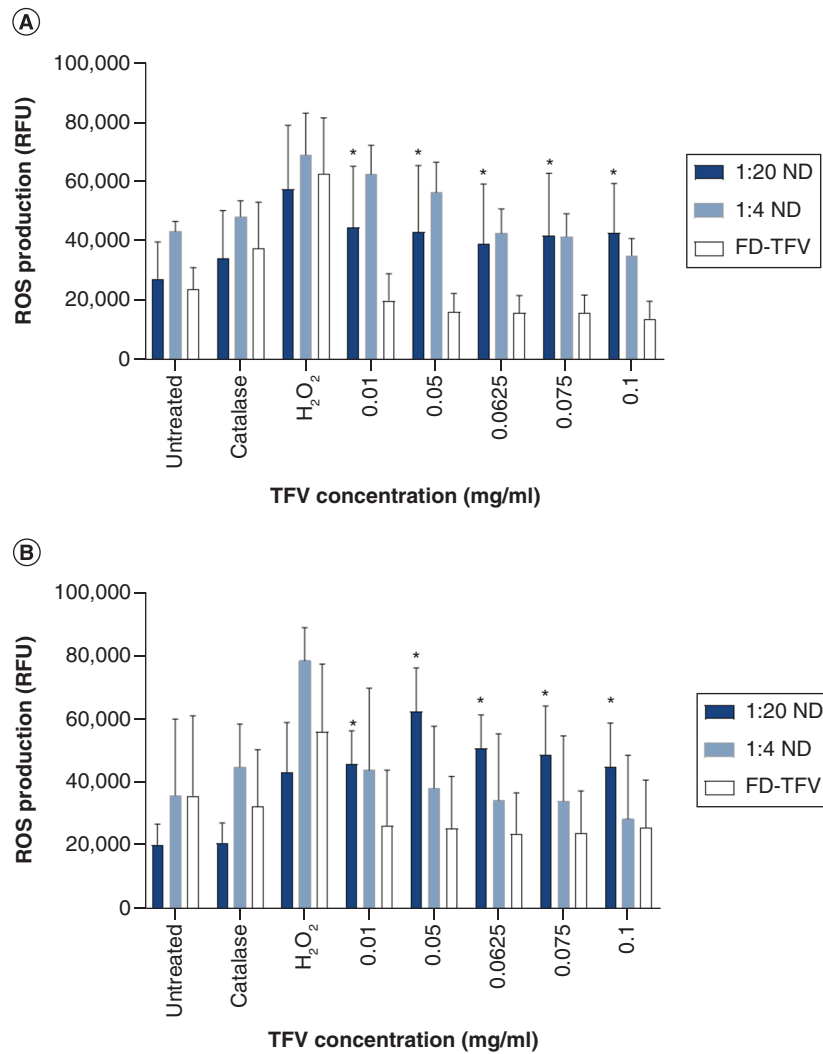 A
100,000
80,000
60,000
40,000
20,000
0
ROS production (RFU)
*
*
*
*
*
Untreated
Catalase
H₂O₂
0.01
0.05
0.0625
0.075
0.1
TFV concentration (mg/ml)
1:20 ND
1:4 ND
FD-TFV
B
100,000
80,000
60,000
40,000
20,000
0
ROS production (RFU)
*
*
*
*
*
Untreated
Catalase
H₂O₂
0.01
0.05
0.0625
0.075
0.1
TFV concentration (mg/ml)
1:20 ND
1:4 ND
FD-TFV